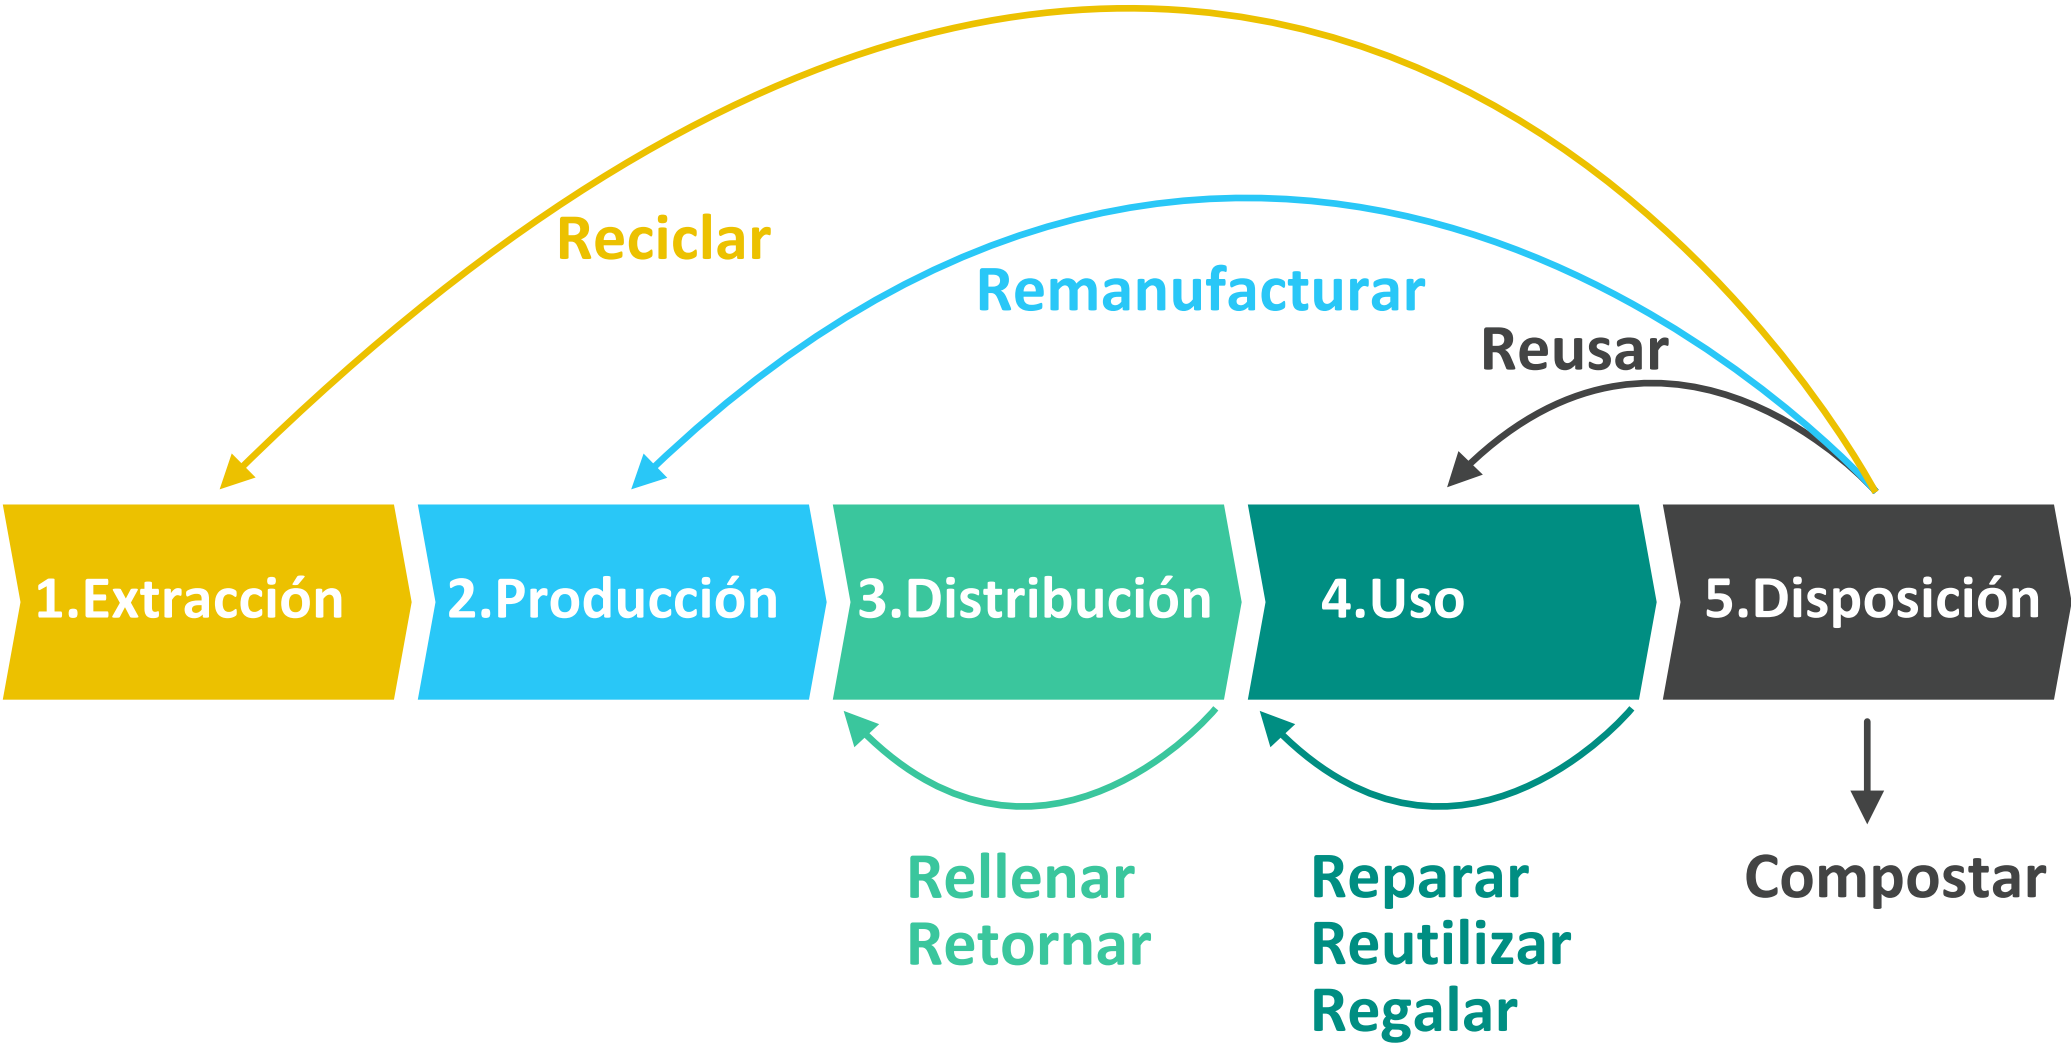 Reciclar
Remanufacturar
Reusar
1.Extracción
2.Producción
3.Distribución
4.Uso
5.Disposición
Rellenar
Retornar
Reparar
Reutilizar
Regalar
Compostar